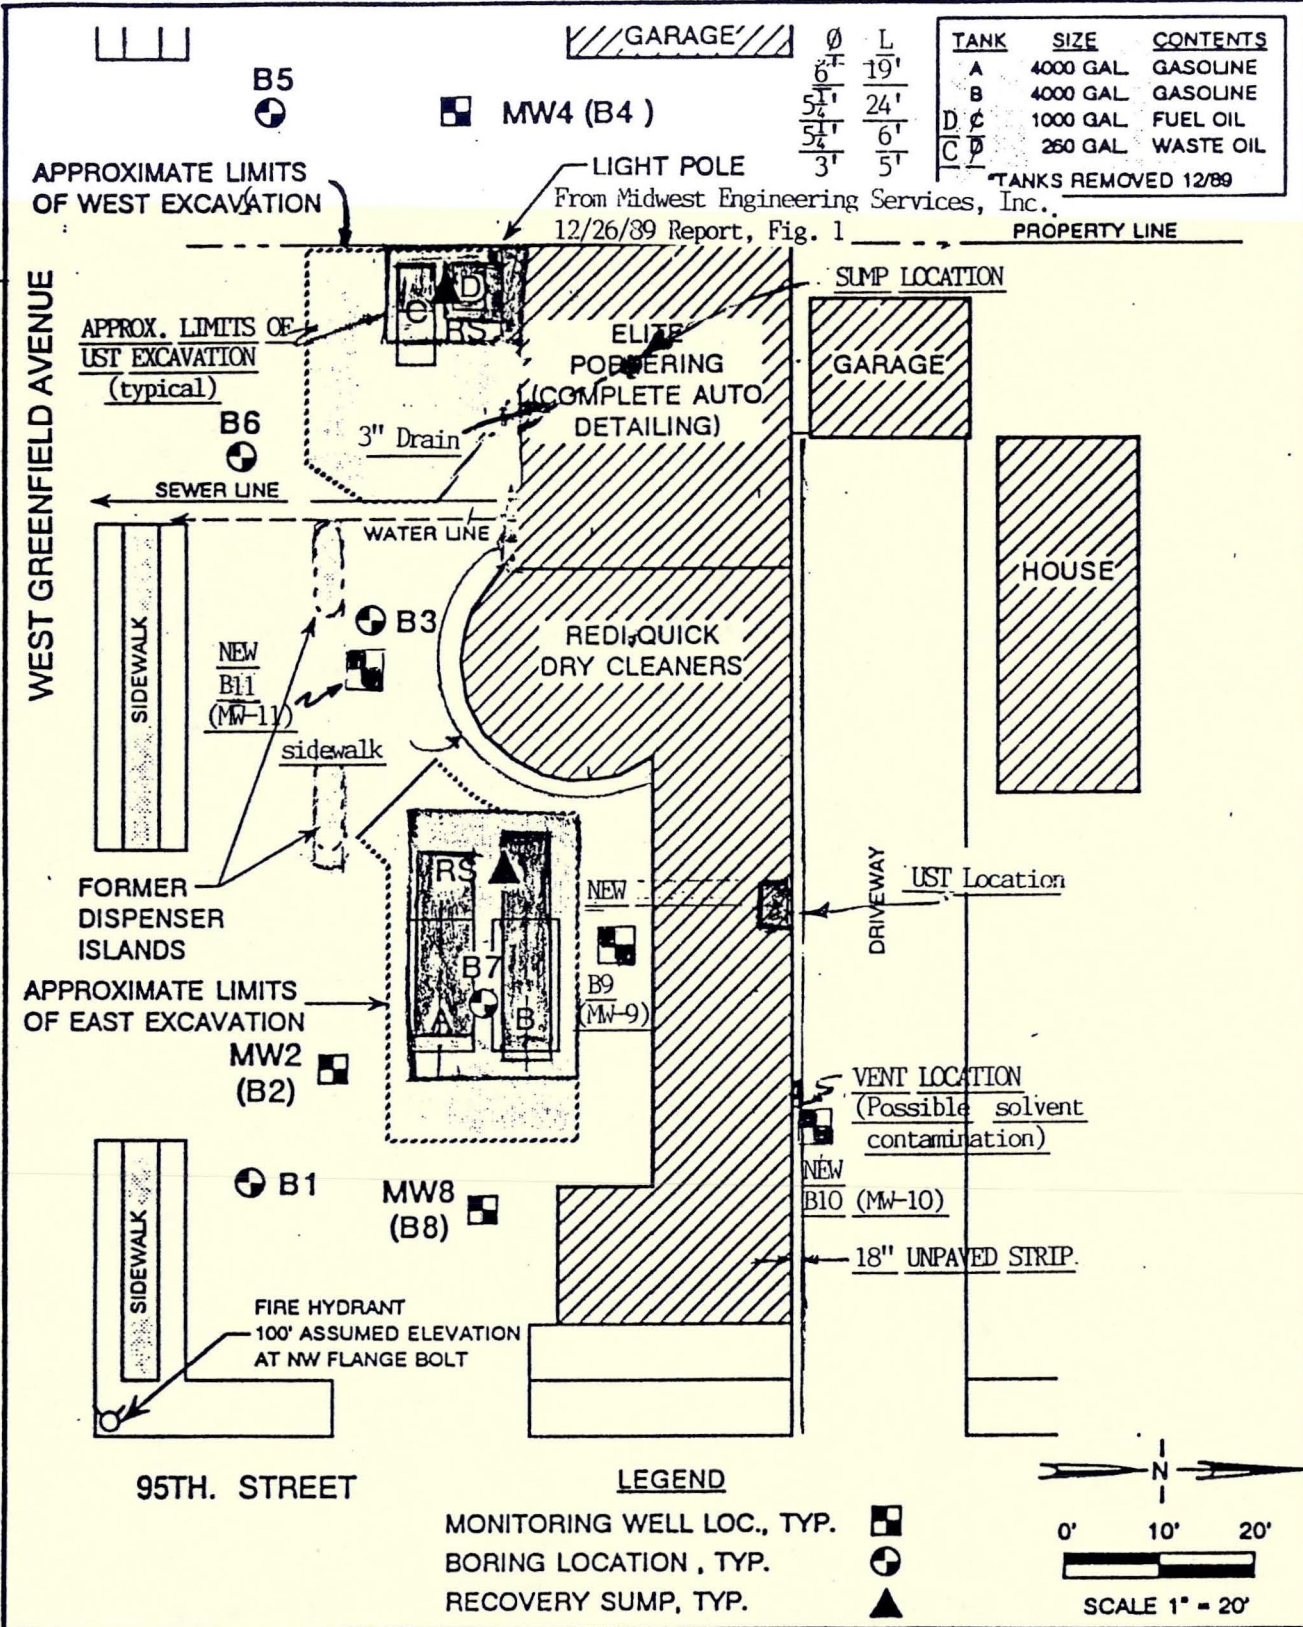 GARAGE
Ø L
6' 19'
5¼' 24'
5¼' 6'
3' 5'
TANK SIZE CONTENTS
A 4000 GAL. GASOLINE
B 4000 GAL. GASOLINE
D C 1000 GAL. FUEL OIL
C D 260 GAL. WASTE OIL
*TANKS REMOVED 12/89
B5
MW4 (B4)
APPROXIMATE LIMITS
OF WEST EXCAVATION
LIGHT POLE
From Midwest Engineering Services, Inc.
12/26/89 Report, Fig. 1
PROPERTY LINE
WEST GREENFIELD AVENUE
SUMP LOCATION
C D
RS
APPROX. LIMITS OF
UST EXCAVATION
(typical)
ELITE
(COMPLETE AUTO
DETAILING)
GARAGE
B6
3" Drain
SEWER LINE
WATER LINE
HOUSE
SIDEWALK
B3
REDI-QUICK
DRY CLEANERS
NEW
B11
(MW-11)
sidewalk
FORMER
DISPENSER
ISLANDS
RS
NEW
B9
(MW-9)
UST Location
DRIVEWAY
B7
A B
APPROXIMATE LIMITS
OF EAST EXCAVATION
MW2
(B2)
VENT LOCATION
(Possible solvent
contamination)
NEW
B10 (MW-10)
B1
MW8
(B8)
18" UNPAVED STRIP.
SIDEWALK
FIRE HYDRANT
100' ASSUMED ELEVATION
AT NW FLANGE BOLT
95TH. STREET
LEGEND
MONITORING WELL LOC., TYP.
BORING LOCATION , TYP.
RECOVERY SUMP, TYP.
N
0' 10' 20'
SCALE 1" = 20'